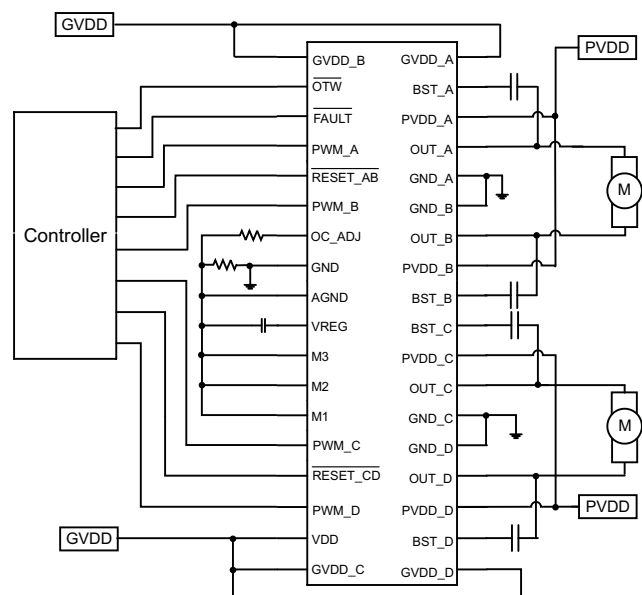 GVDD
PVDD
GVDD_B
GVDD_A
OTW
BST_A
FAULT
PVDD_A
PWM_A
OUT_A
RESET_AB
GND_A
M
PWM_B
GND_B
Controller
OC_ADJ
OUT_B
GND
PVDD_B
AGND
BST_B
VREG
BST_C
M3
PVDD_C
M2
OUT_C
M1
GND_C
M
PWM_C
GND_D
RESET_CD
OUT_D
PWM_D
PVDD_D
PVDD
GVDD
VDD
BST_D
GVDD_C
GVDD_D